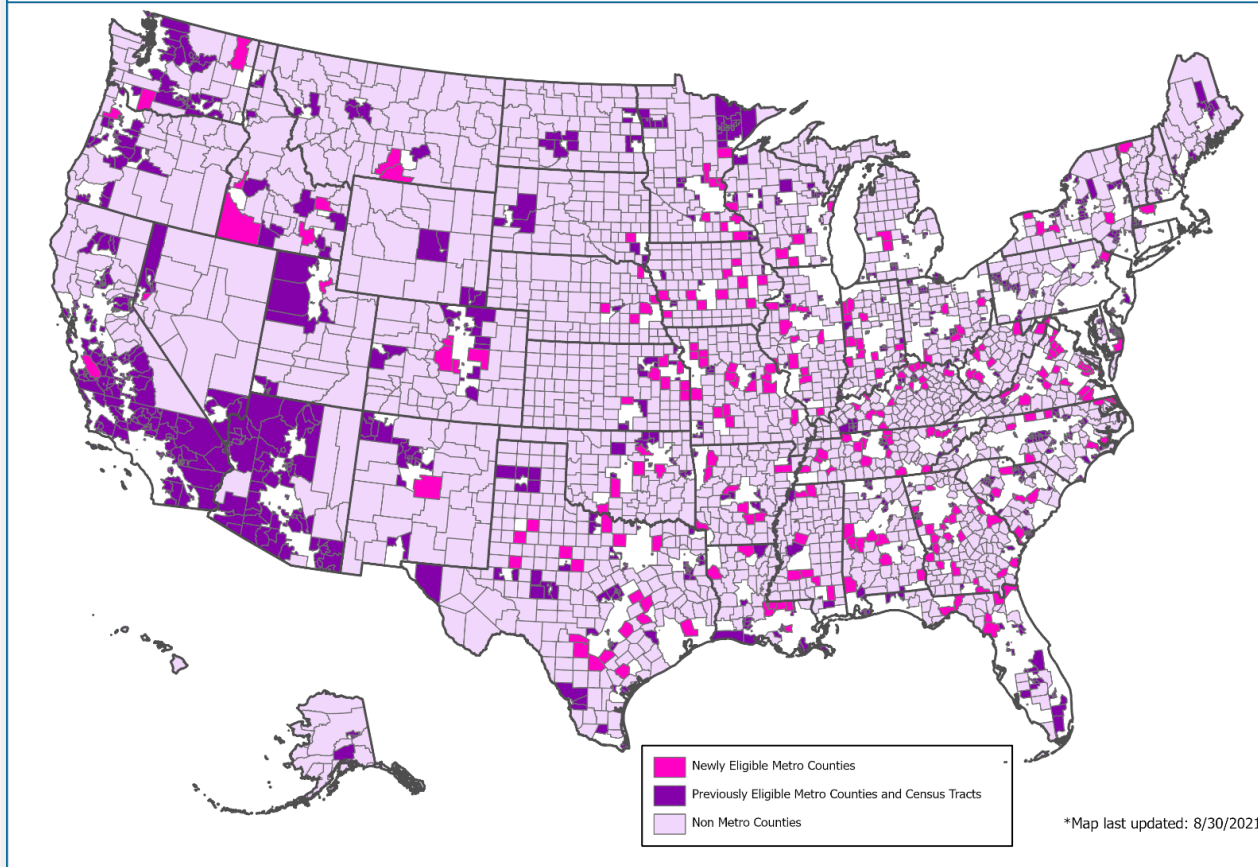 Newly Eligible Metro Counties
Previously Eligible Metro Counties and Census Tracts
Non Metro Counties
*Map last updated: 8/30/2021